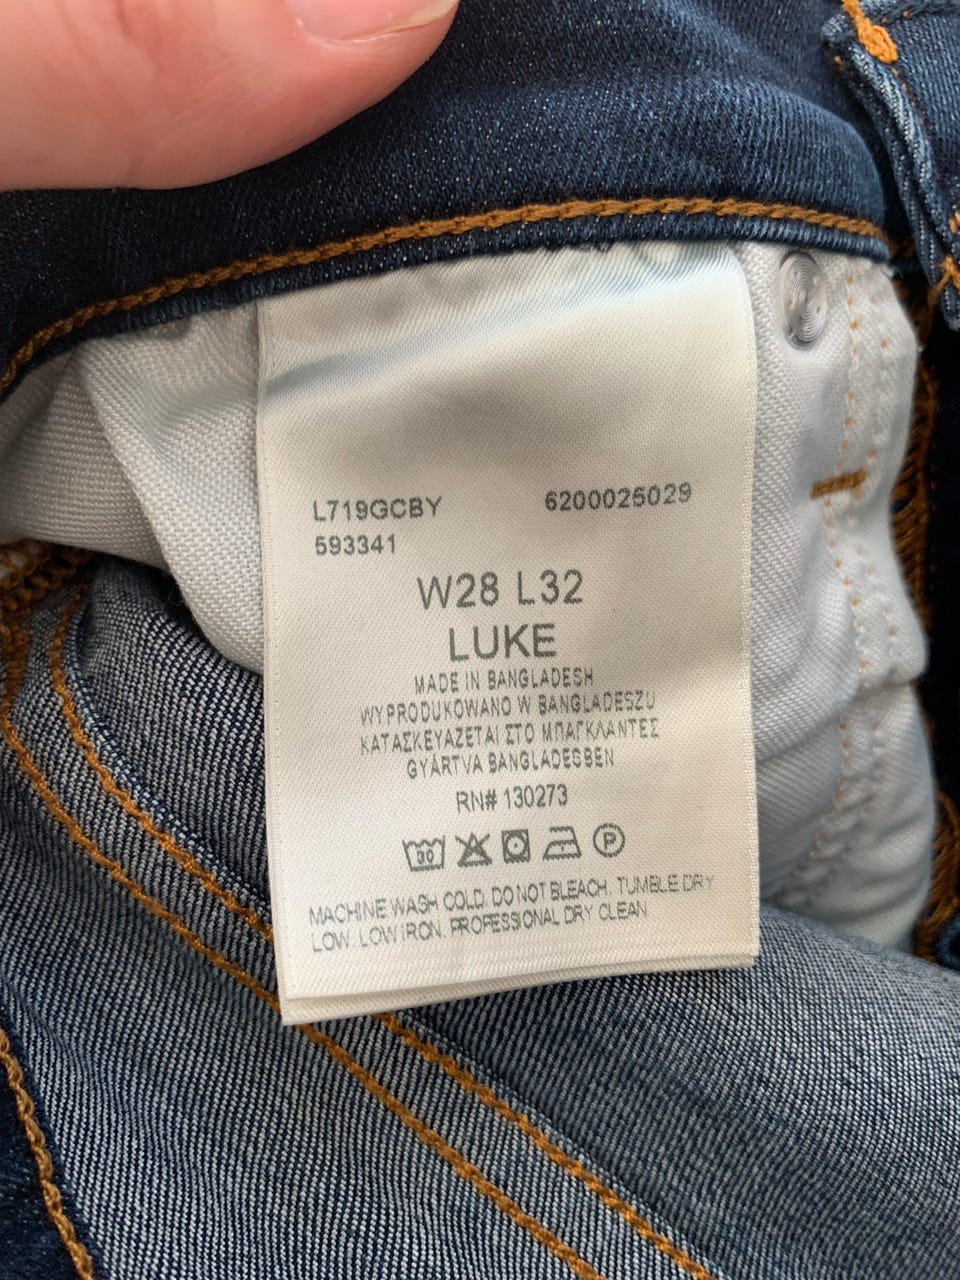 L719GCBY 6200025029
593341
W28 L32
LUKE
MADE IN BANGLADESH
WYPRODUKOWANO W BANGLADESZU
ΚΑΤΑΣΚΕΥΑΖΕΤΑΙ ΣΤΟ ΜΠΑΓΚΛΑΝΤΕΣ
GYÁRTVA BANGLADESBEN
RN# 130273
30 P
MACHINE WASH COLD. DO NOT BLEACH. TUMBLE DRY
LOW. LOW IRON. PROFESSIONAL DRY CLEAN